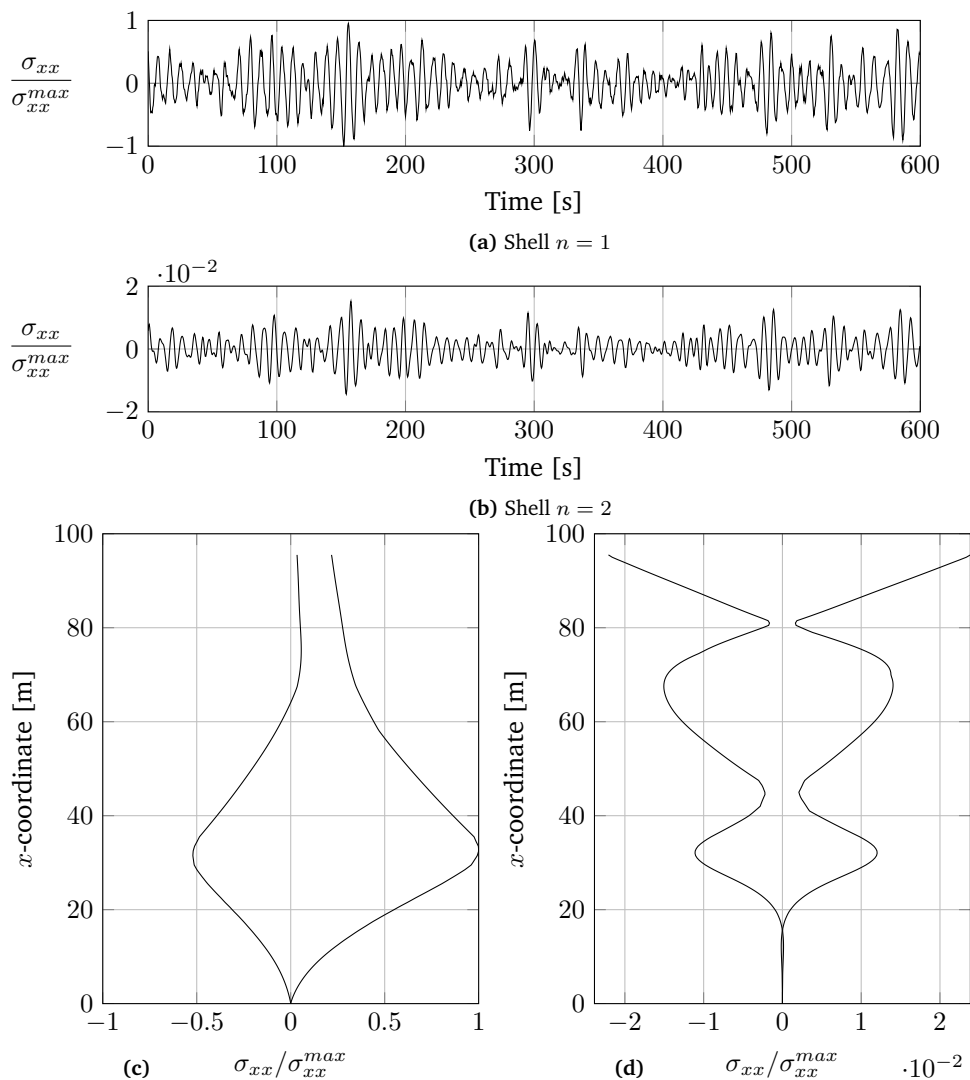 1
0
−1
σxx
σxx^max
0 100 200 300 400 500 600
Time [s]
(a) Shell n = 1
·10^−2
2
0
−2
σxx
σxx^max
0 100 200 300 400 500 600
Time [s]
(b) Shell n = 2
100
80
60
40
20
0
x-coordinate [m]
−1 −0.5 0 0.5 1
(c) σxx/σxx^max
100
80
60
40
20
0
x-coordinate [m]
−2 −1 0 1 2
(d) σxx/σxx^max ·10^−2